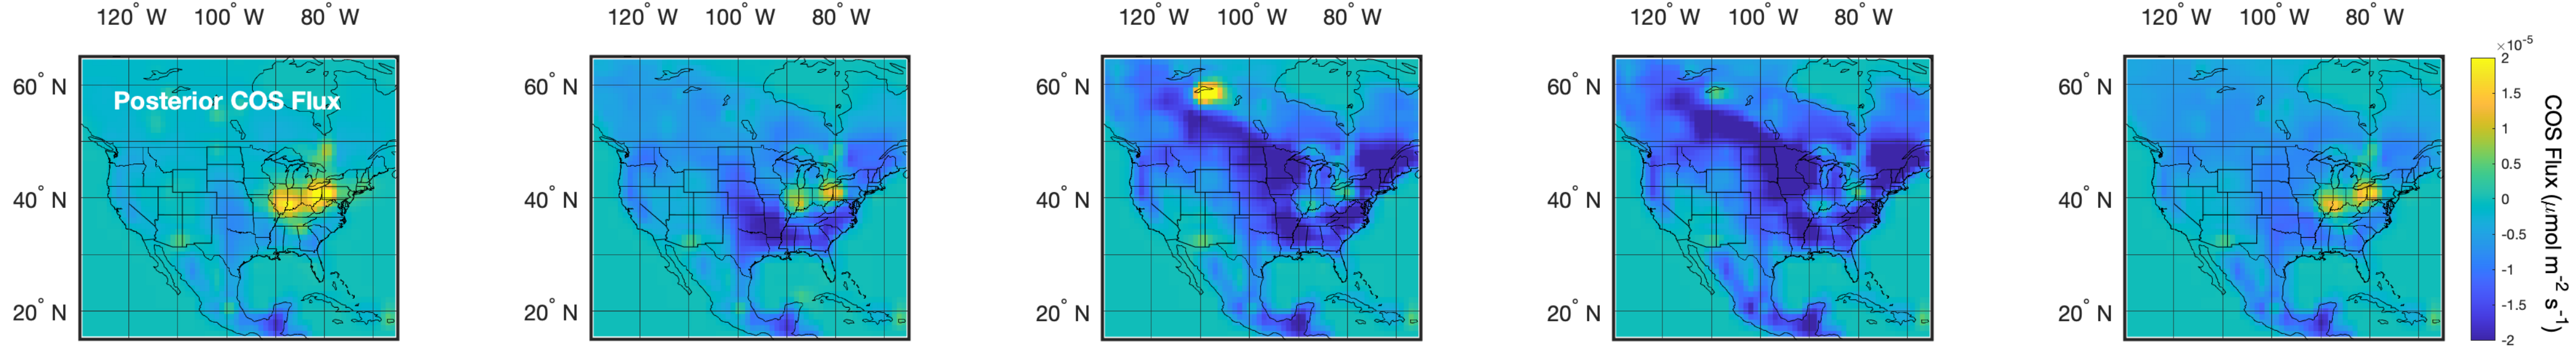 120° W 100° W 80° W
120° W 100° W 80° W
120° W 100° W 80° W
120° W 100° W 80° W
120° W 100° W 80° W
60° N
40° N
20° N
Posterior COS Flux
60° N
40° N
20° N
60° N
40° N
20° N
60° N
40° N
20° N
60° N
40° N
20° N
×10⁻⁵
2
1.5
1
0.5
0
-0.5
-1
-1.5
-2
COS Flux (μmol m⁻² s⁻¹)